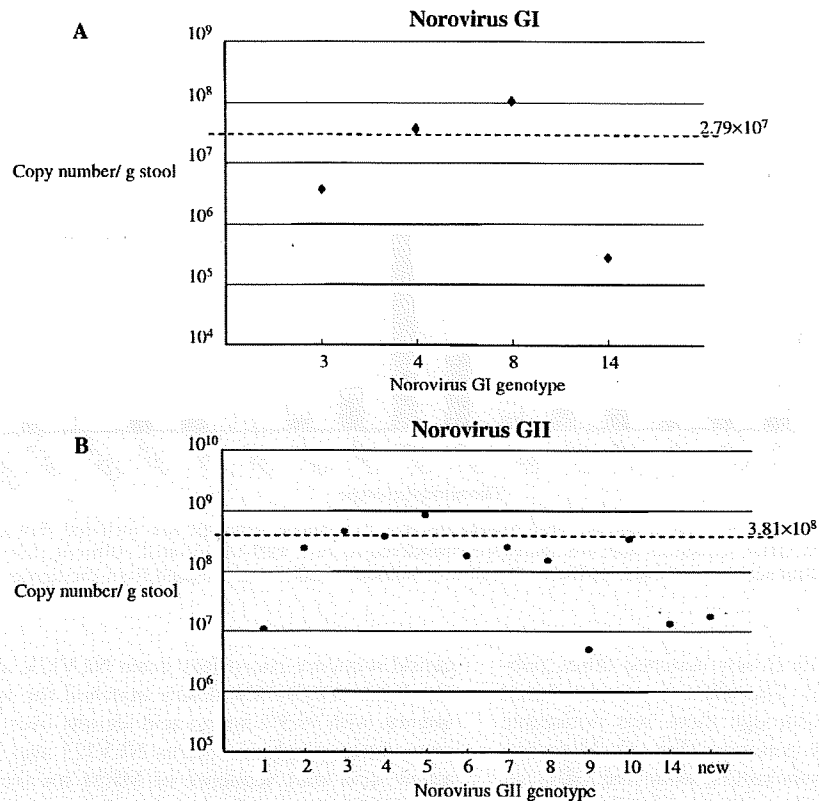 A
Norovirus GI
10⁹
10⁸
2.79×10⁷
10⁷
Copy number/ g stool
10⁶
10⁵
10⁴
3 4 8 14
Norovirus GI genotype
B
Norovirus GII
10¹⁰
10⁹
3.81×10⁸
10⁸
Copy number/ g stool
10⁷
10⁶
10⁵
1 2 3 4 5 6 7 8 9 10 14 new
Norovirus GII genotype